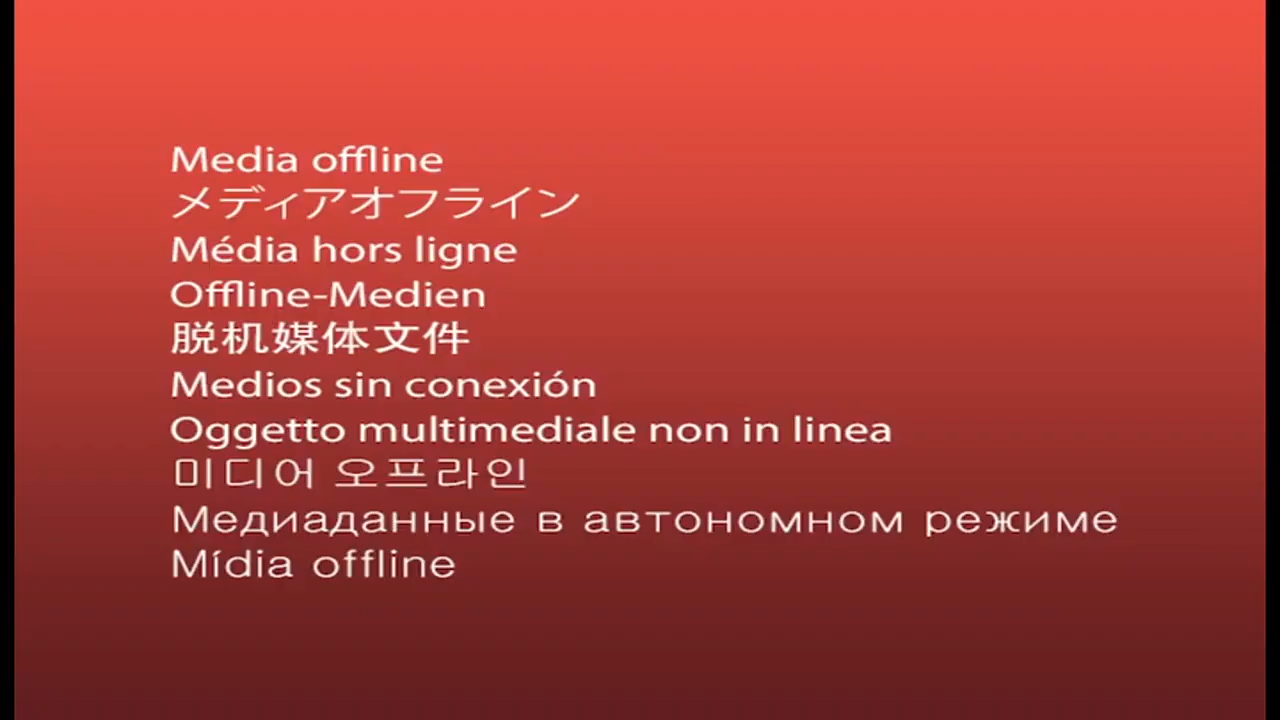 Media offline
メディアオフライン
Média hors ligne
Offline-Medien
脱机媒体文件
Medios sin conexión
Oggetto multimediale non in linea
미디어 오프라인
Медиаданные в автономном режиме
Mídia offline